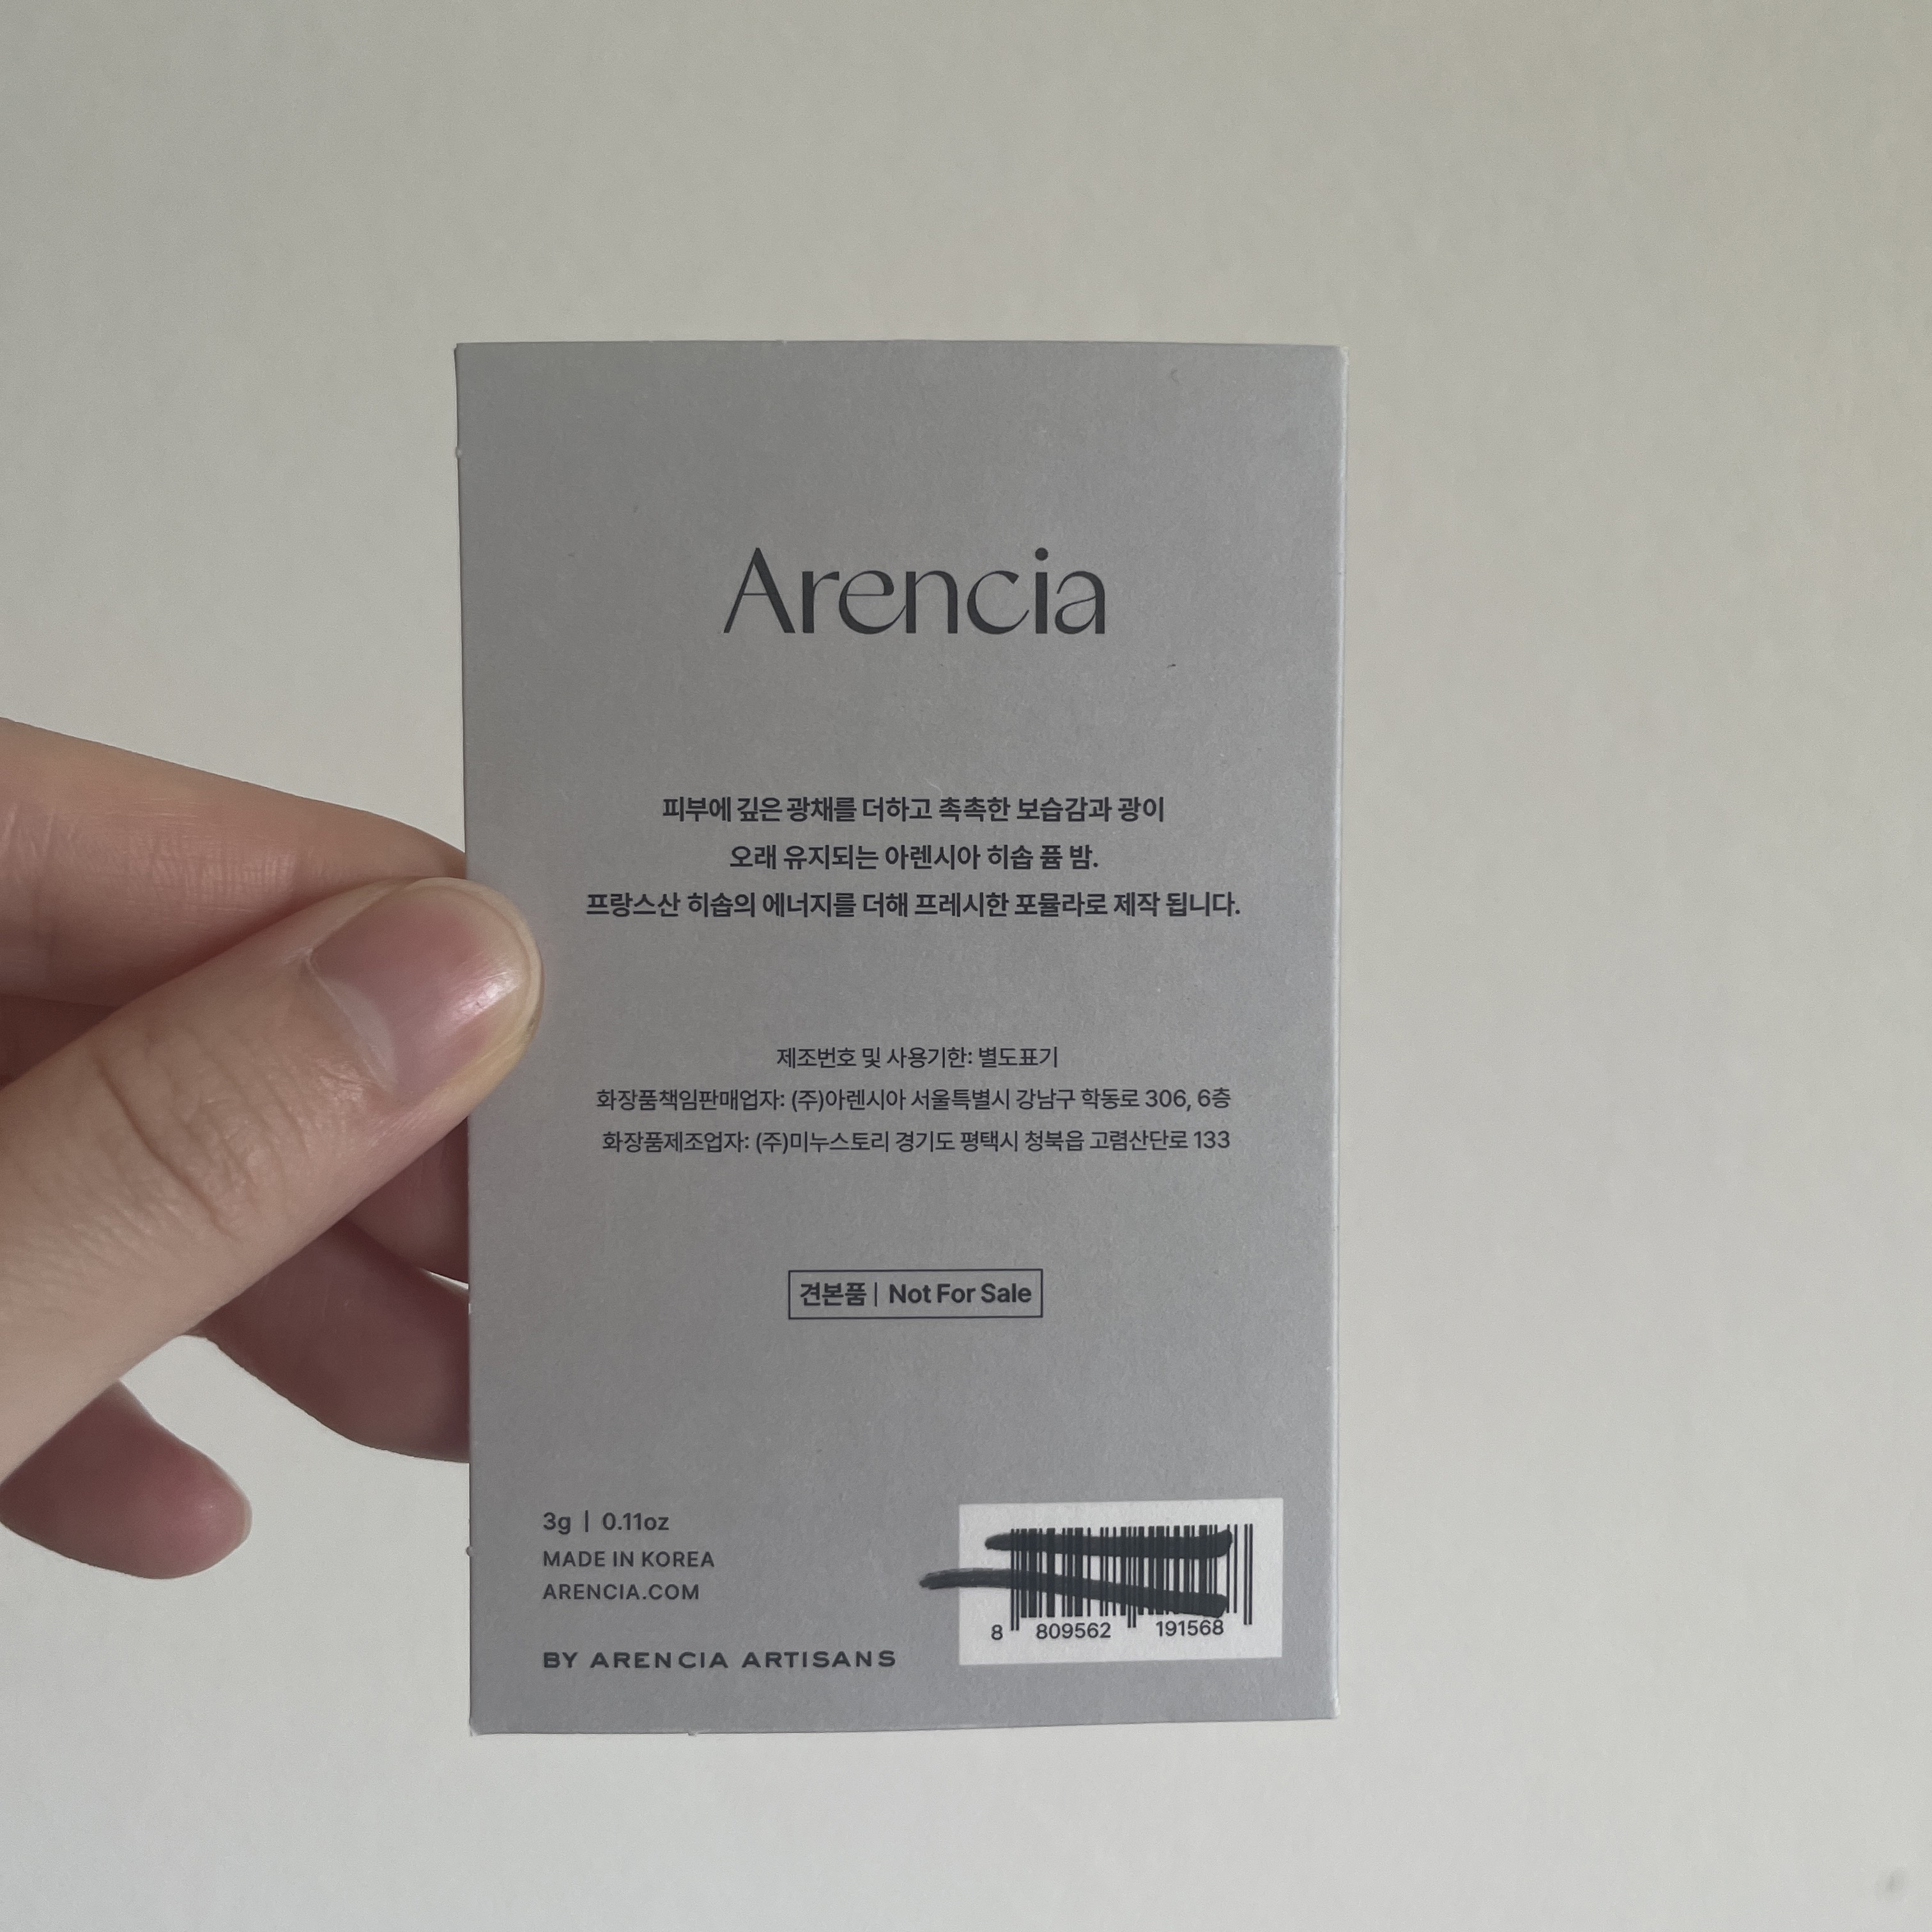 Arencia
피부에 깊은 광채를 더하고 촉촉한 보습감과 광이
오래 유지되는 아렌시아 히솝 퓸 밤.
프랑스산 히솝의 에너지를 더해 프레시한 포뮬라로 제작 됩니다.
제조번호 및 사용기한: 별도표기
화장품책임판매업자: (주)아렌시아 서울특별시 강남구 학동로 306, 6층
화장품제조업자: (주)미누스토리 경기도 평택시 청북읍 고렴산단로 133
견본품 | Not For Sale
3g | 0.11oz
MADE IN KOREA
ARENCIA.COM
BY ARENCIA ARTISANS
8 809562 191568